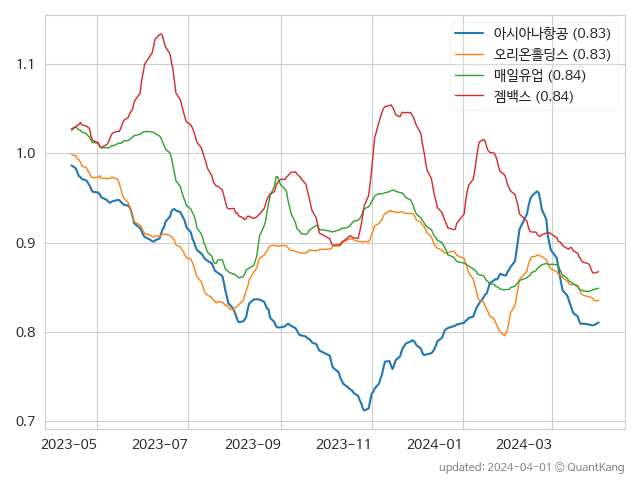 아시아나항공 (0.83)
오리온홀딩스 (0.83)
매일유업 (0.84)
젬백스 (0.84)
1.1
1.0
0.9
0.8
0.7
2023-05 2023-07 2023-09 2023-11 2024-01 2024-03
updated: 2024-04-01 © QuantKang